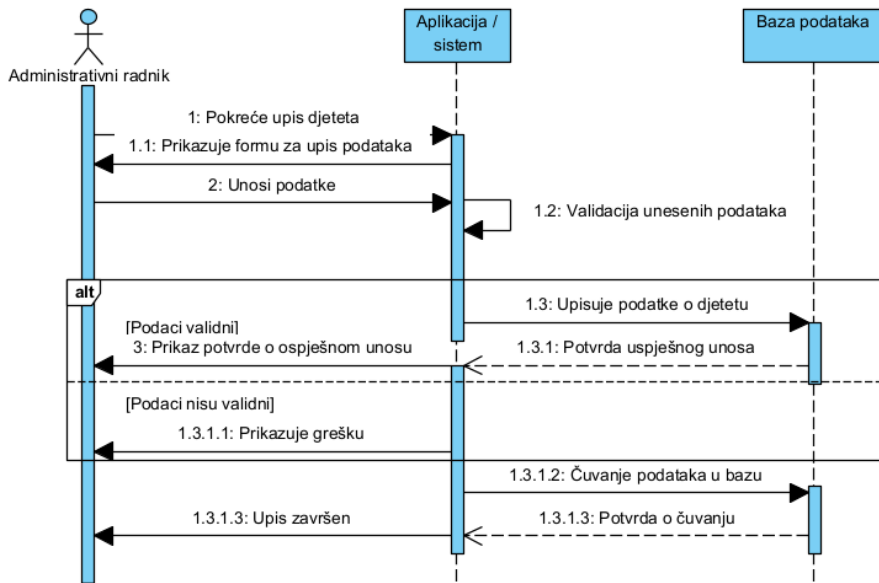 Administrativni radnik
Aplikacija /
sistem
Baza podataka
1: Pokreće upis djeteta
1.1: Prikazuje formu za upis podataka
2: Unosi podatke
1.2: Validacija unesenih podataka
alt
1.3: Upisuje podatke o djetetu
[Podaci validni]
3: Prikaz potvrde o ospješnom unosu
1.3.1: Potvrda uspješnog unosa
[Podaci nisu validni]
1.3.1.1: Prikazuje grešku
1.3.1.2: Čuvanje podataka u bazu
1.3.1.3: Upis završen
1.3.1.3: Potvrda o čuvanju